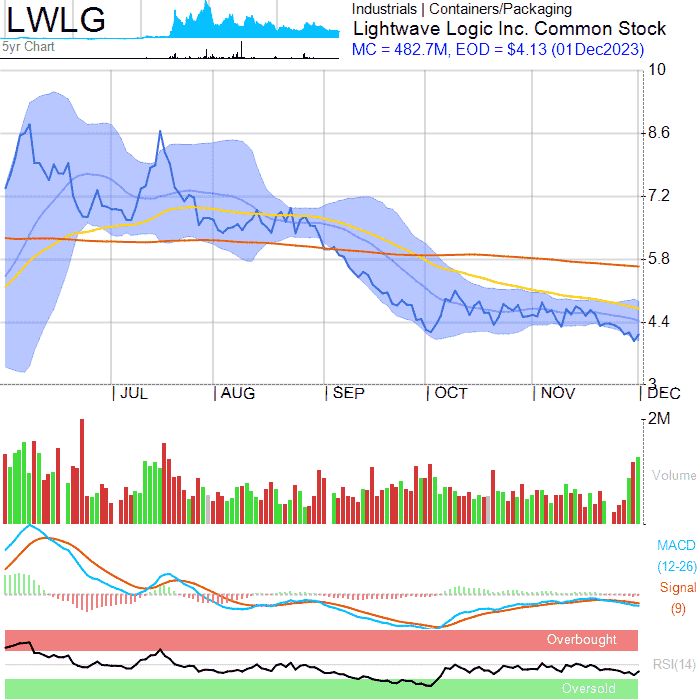 LWLG
5yr Chart
Industrials | Containers/Packaging
Lightwave Logic Inc. Common Stock
MC = 482.7M, EOD = $4.13 (01Dec2023)
10
8.6
7.2
5.8
4.4
3
JUL AUG SEP OCT NOV DEC
2M
Volume
MACD
(12-26)
Signal
(9)
Overbought
RSI(14)
Oversold